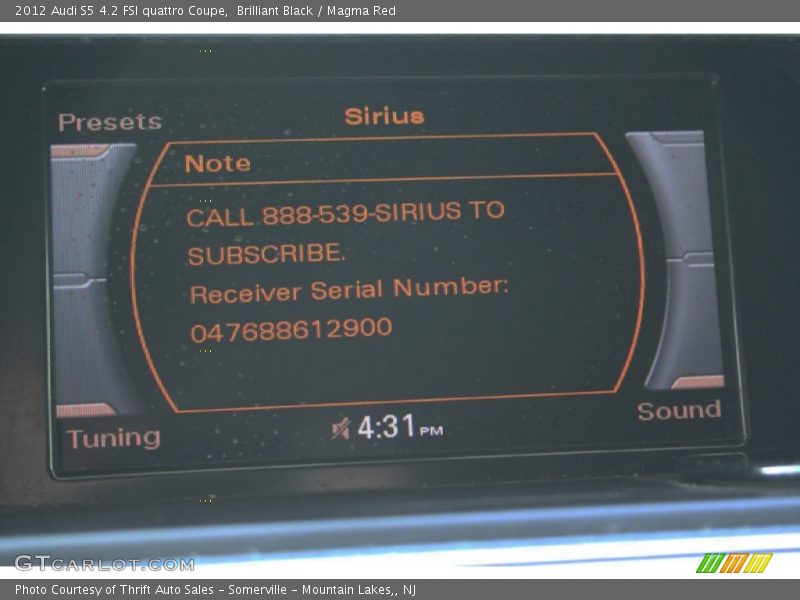 2012 Audi S5 4.2 FSI quattro Coupe,  Brilliant Black / Magma Red
Presets
Sirius
Note
CALL 888-539-SIRIUS TO
SUBSCRIBE.
Receiver Serial Number:
047688612900
Tuning
4:31 PM
Sound
GTCARLOT.COM
Photo Courtesy of Thrift Auto Sales - Somerville - Mountain Lakes,, NJ